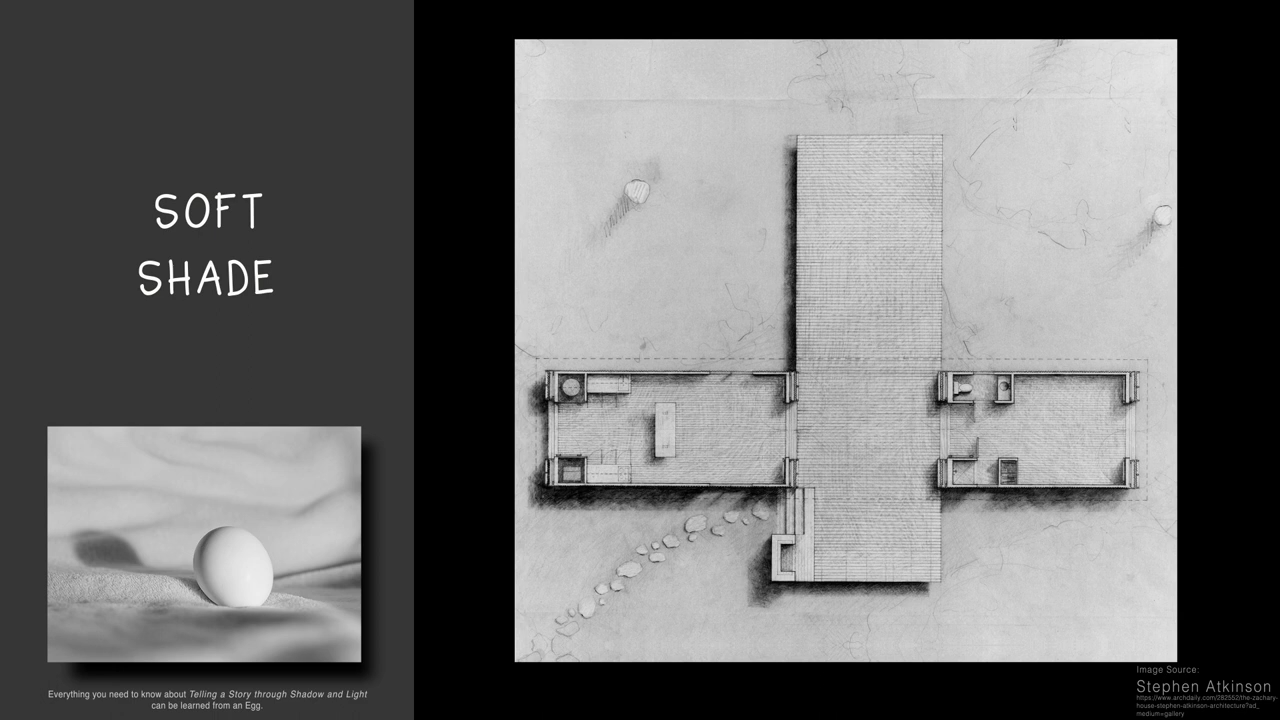 SOFT
SHADE
Everything you need to know about Telling a Story through Shadow and Light
can be learned from an Egg.
Image Source:
Stephen Atkinson
https://www.archdaily.com/282552/the-zachary-
house-stephen-atkinson-architecture?ad_
medium=gallery